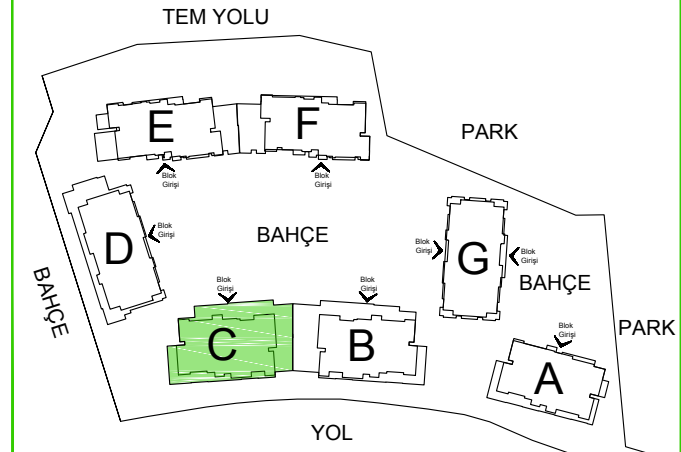 TEM YOLU
E
F
PARK
Blok
Girişi
Blok
Girişi
D
Blok
Girişi
BAHÇE
Blok
Girişi
G
Blok
Girişi
BAHÇE
BAHÇE
Blok
Girişi
Blok
Girişi
C
B
Blok
Girişi
PARK
A
YOL